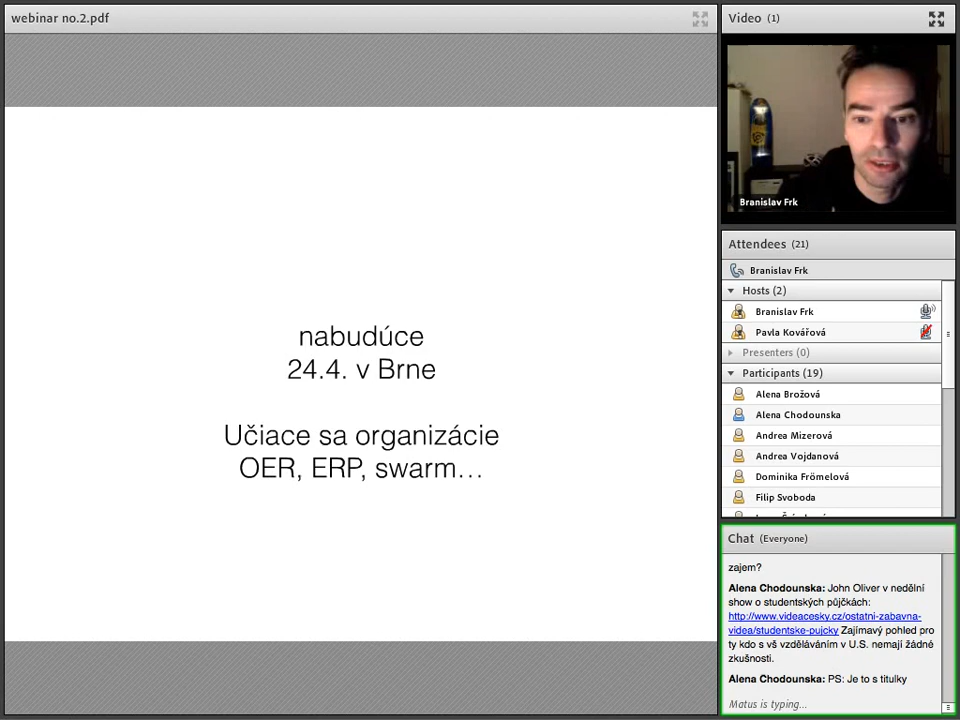 webinar no.2.pdf
nabudúce
24.4. v Brne
Učiace sa organizácie
OER, ERP, swarm...
Video (1)
Branislav Frk
Attendees (21)
Branislav Frk
Hosts (2)
Branislav Frk
Pavla Kovářová
Presenters (0)
Participants (19)
Alena Brožová
Alena Chodounska
Andrea Mizerová
Andrea Vojdanová
Dominika Frömelová
Filip Svoboda
Chat (Everyone)
zajem?
Alena Chodounska: John Oliver v nedělní
show o studentských půjčkách:
http://www.videacesky.cz/ostatni-zabavna-
videa/studentske-pujcky Zajímavý pohled pro
ty kdo s vš vzděláváním v U.S. nemají žádné
zkušnosti.
Alena Chodounska: PS: Je to s titulky
Matus is typing...